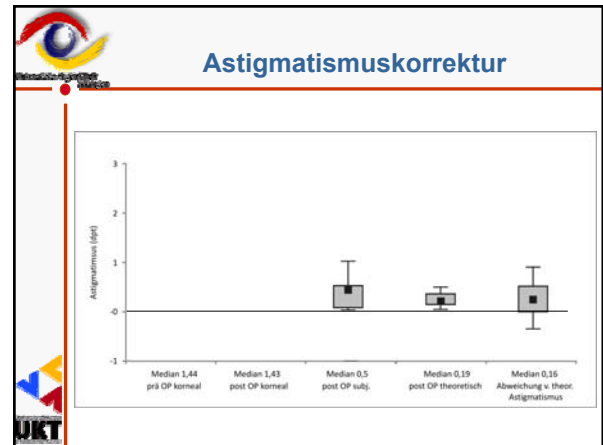 Astigmatismuskorrektur
3
2
1
-0
-1
Astigmatimsus (dpt)
Median 1,44
prä OP korneal
Median 1,43
post OP korneal
Median 0,5
post OP subj.
Median 0,19
post OP theoretisch
Median 0,16
Abweichung v. theor.
Astigmatismus
UKT